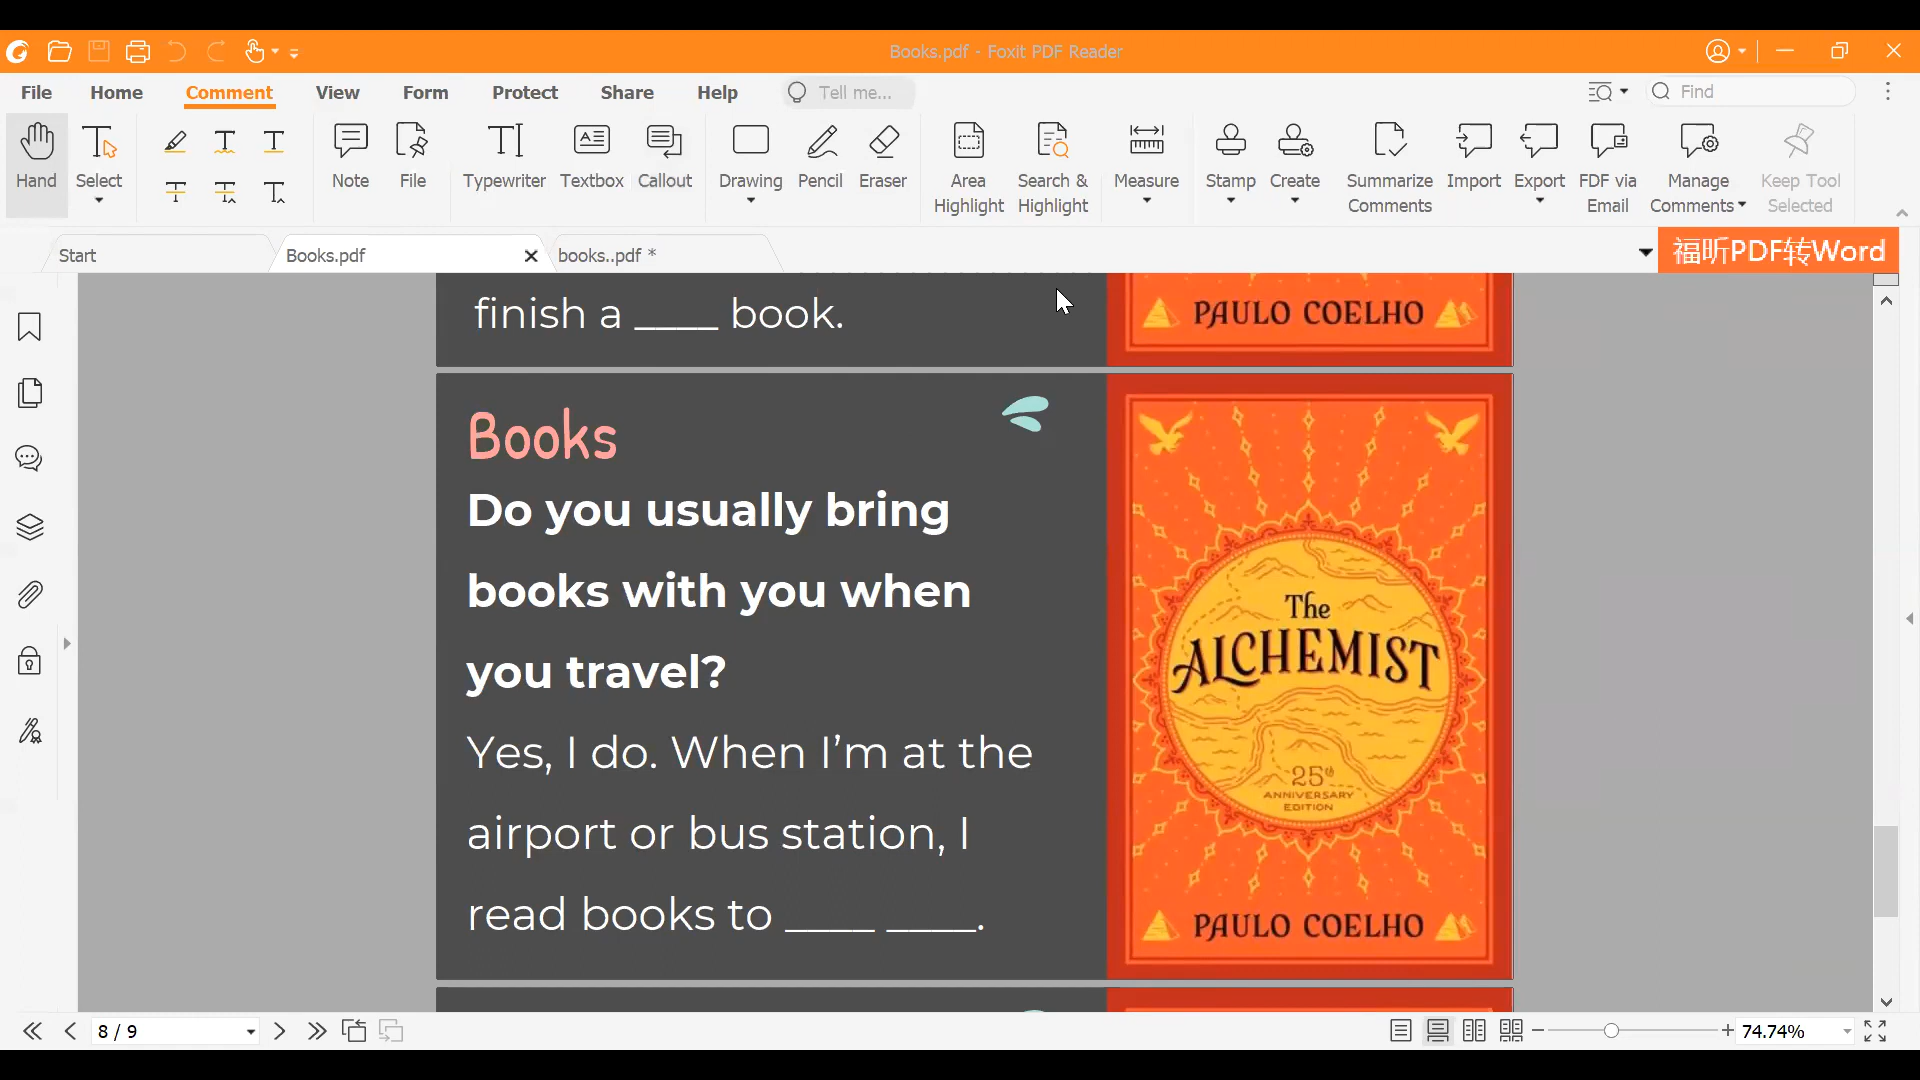 Books.pdf - Foxit PDF Reader
File Home Comment View Form Protect Share Help Tell me... Find
Hand
Select
Note
File
Typewriter
Textbox
Callout
Drawing
Pencil
Eraser
Area
Highlight
Search &
Highlight
Measure
Stamp
Create
Summarize
Comments
Import
Export
FDF via
Email
Manage
Comments
Keep Tool
Selected
Start
Books.pdf
books..pdf *
福昕PDF转Word
finish a ____ book.
PAULO COELHO
Books
Do you usually bring
books with you when
you travel?
Yes, I do. When I’m at the
airport or bus station, I
read books to ____ ____.
The
ALCHEMIST
25th
ANNIVERSARY
EDITION
PAULO COELHO
8 / 9
74.74%